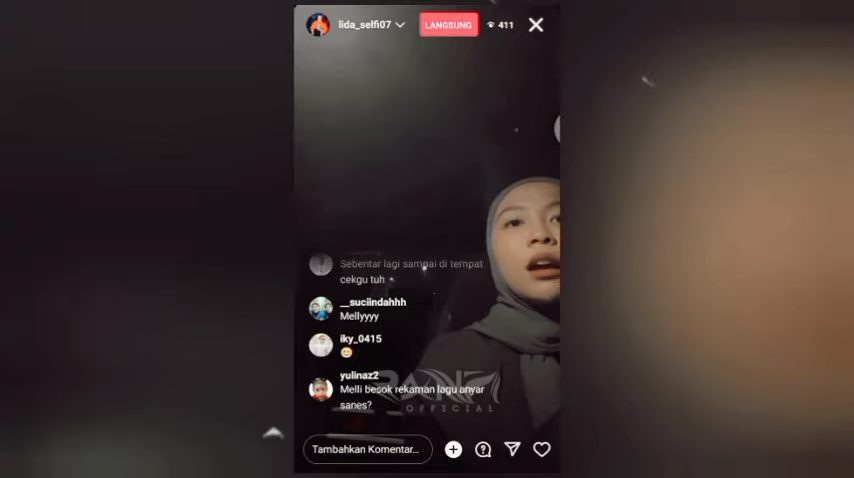 lida_selfi07
LANGSUNG
411
Sebentar lagi sampai di tempat
cekgu tuh
__suciindahhh
Mellyyyy
iky_0415
yulinaz2
Melli besok rekaman lagu anyar
sanes?
OFFICIAL
Tambahkan Komentar...